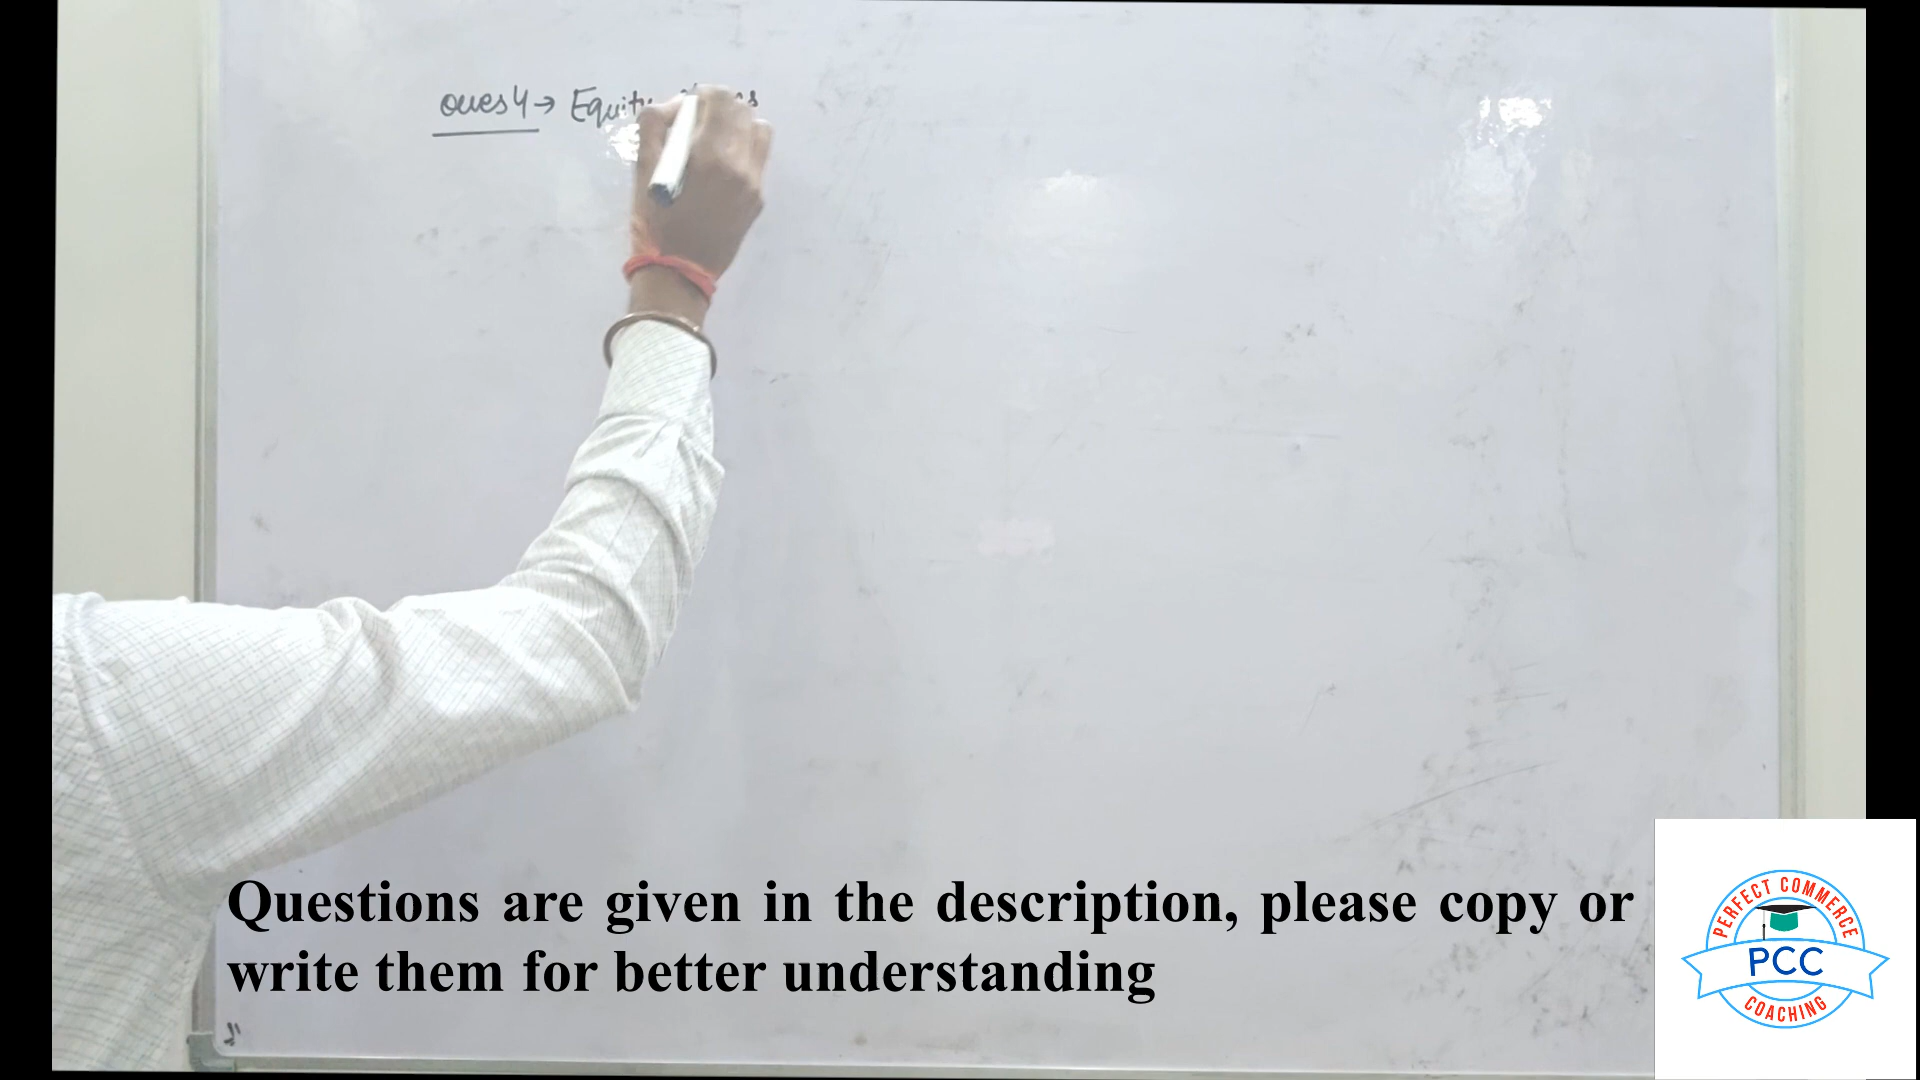 Ques 4 → Equity
Questions are given in the description, please copy or
write them for better understanding
PERFECT COMMERCE
PCC
COACHING